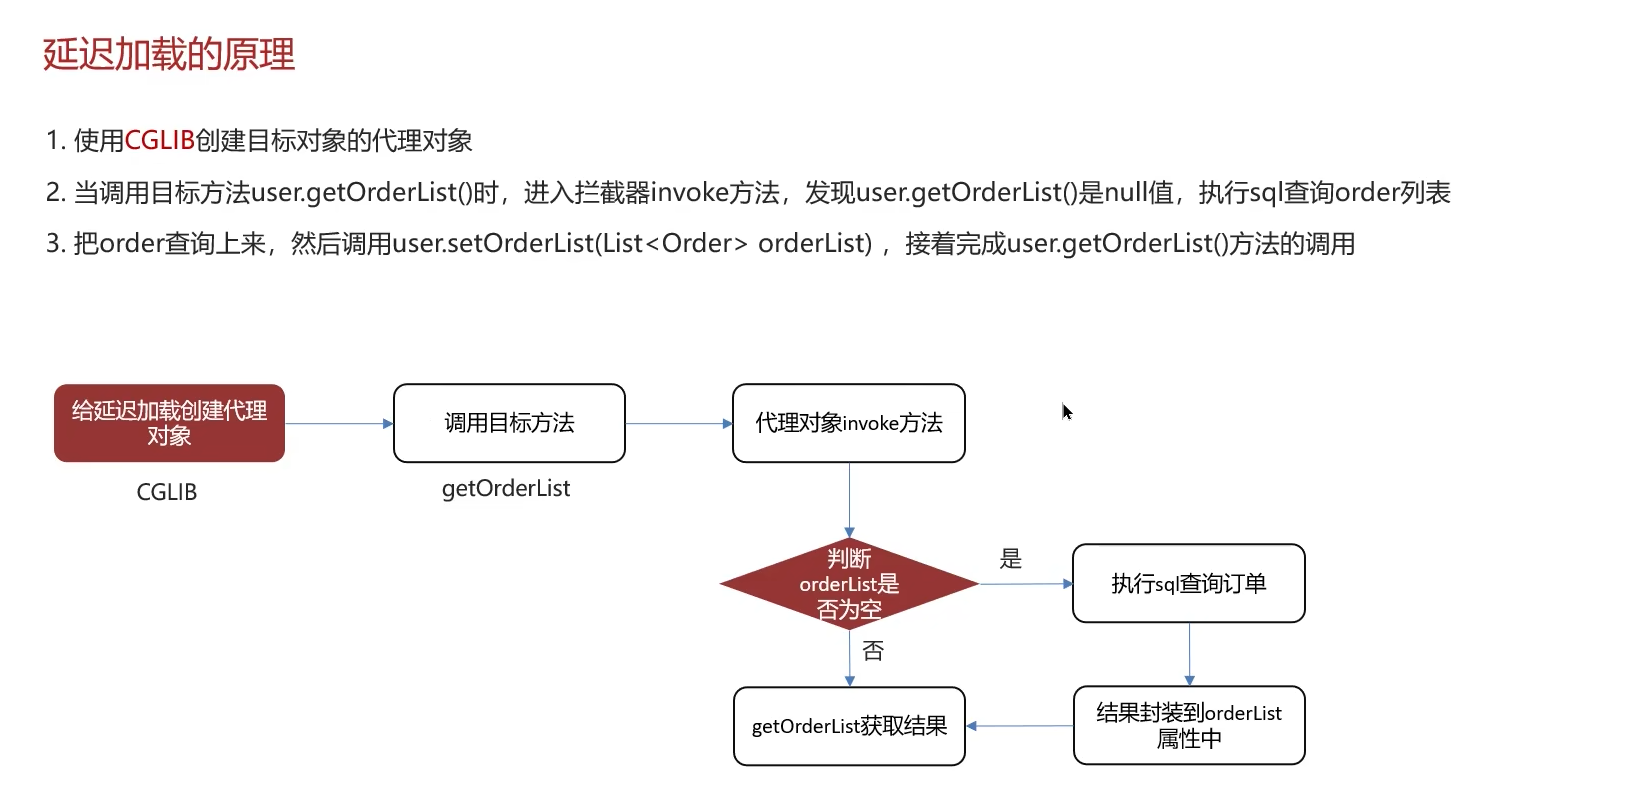 延迟加载的原理
1. 使用CGLIB创建目标对象的代理对象
2. 当调用目标方法user.getOrderList()时，进入拦截器invoke方法，发现user.getOrderList()是null值，执行sql查询order列表
3. 把order查询上来，然后调用user.setOrderList(List<Order> orderList) ，接着完成user.getOrderList()方法的调用
给延迟加载创建代理
对象
CGLIB
调用目标方法
getOrderList
代理对象invoke方法
判断
orderList是
否为空
是
执行sql查询订单
否
getOrderList获取结果
结果封装到orderList
属性中